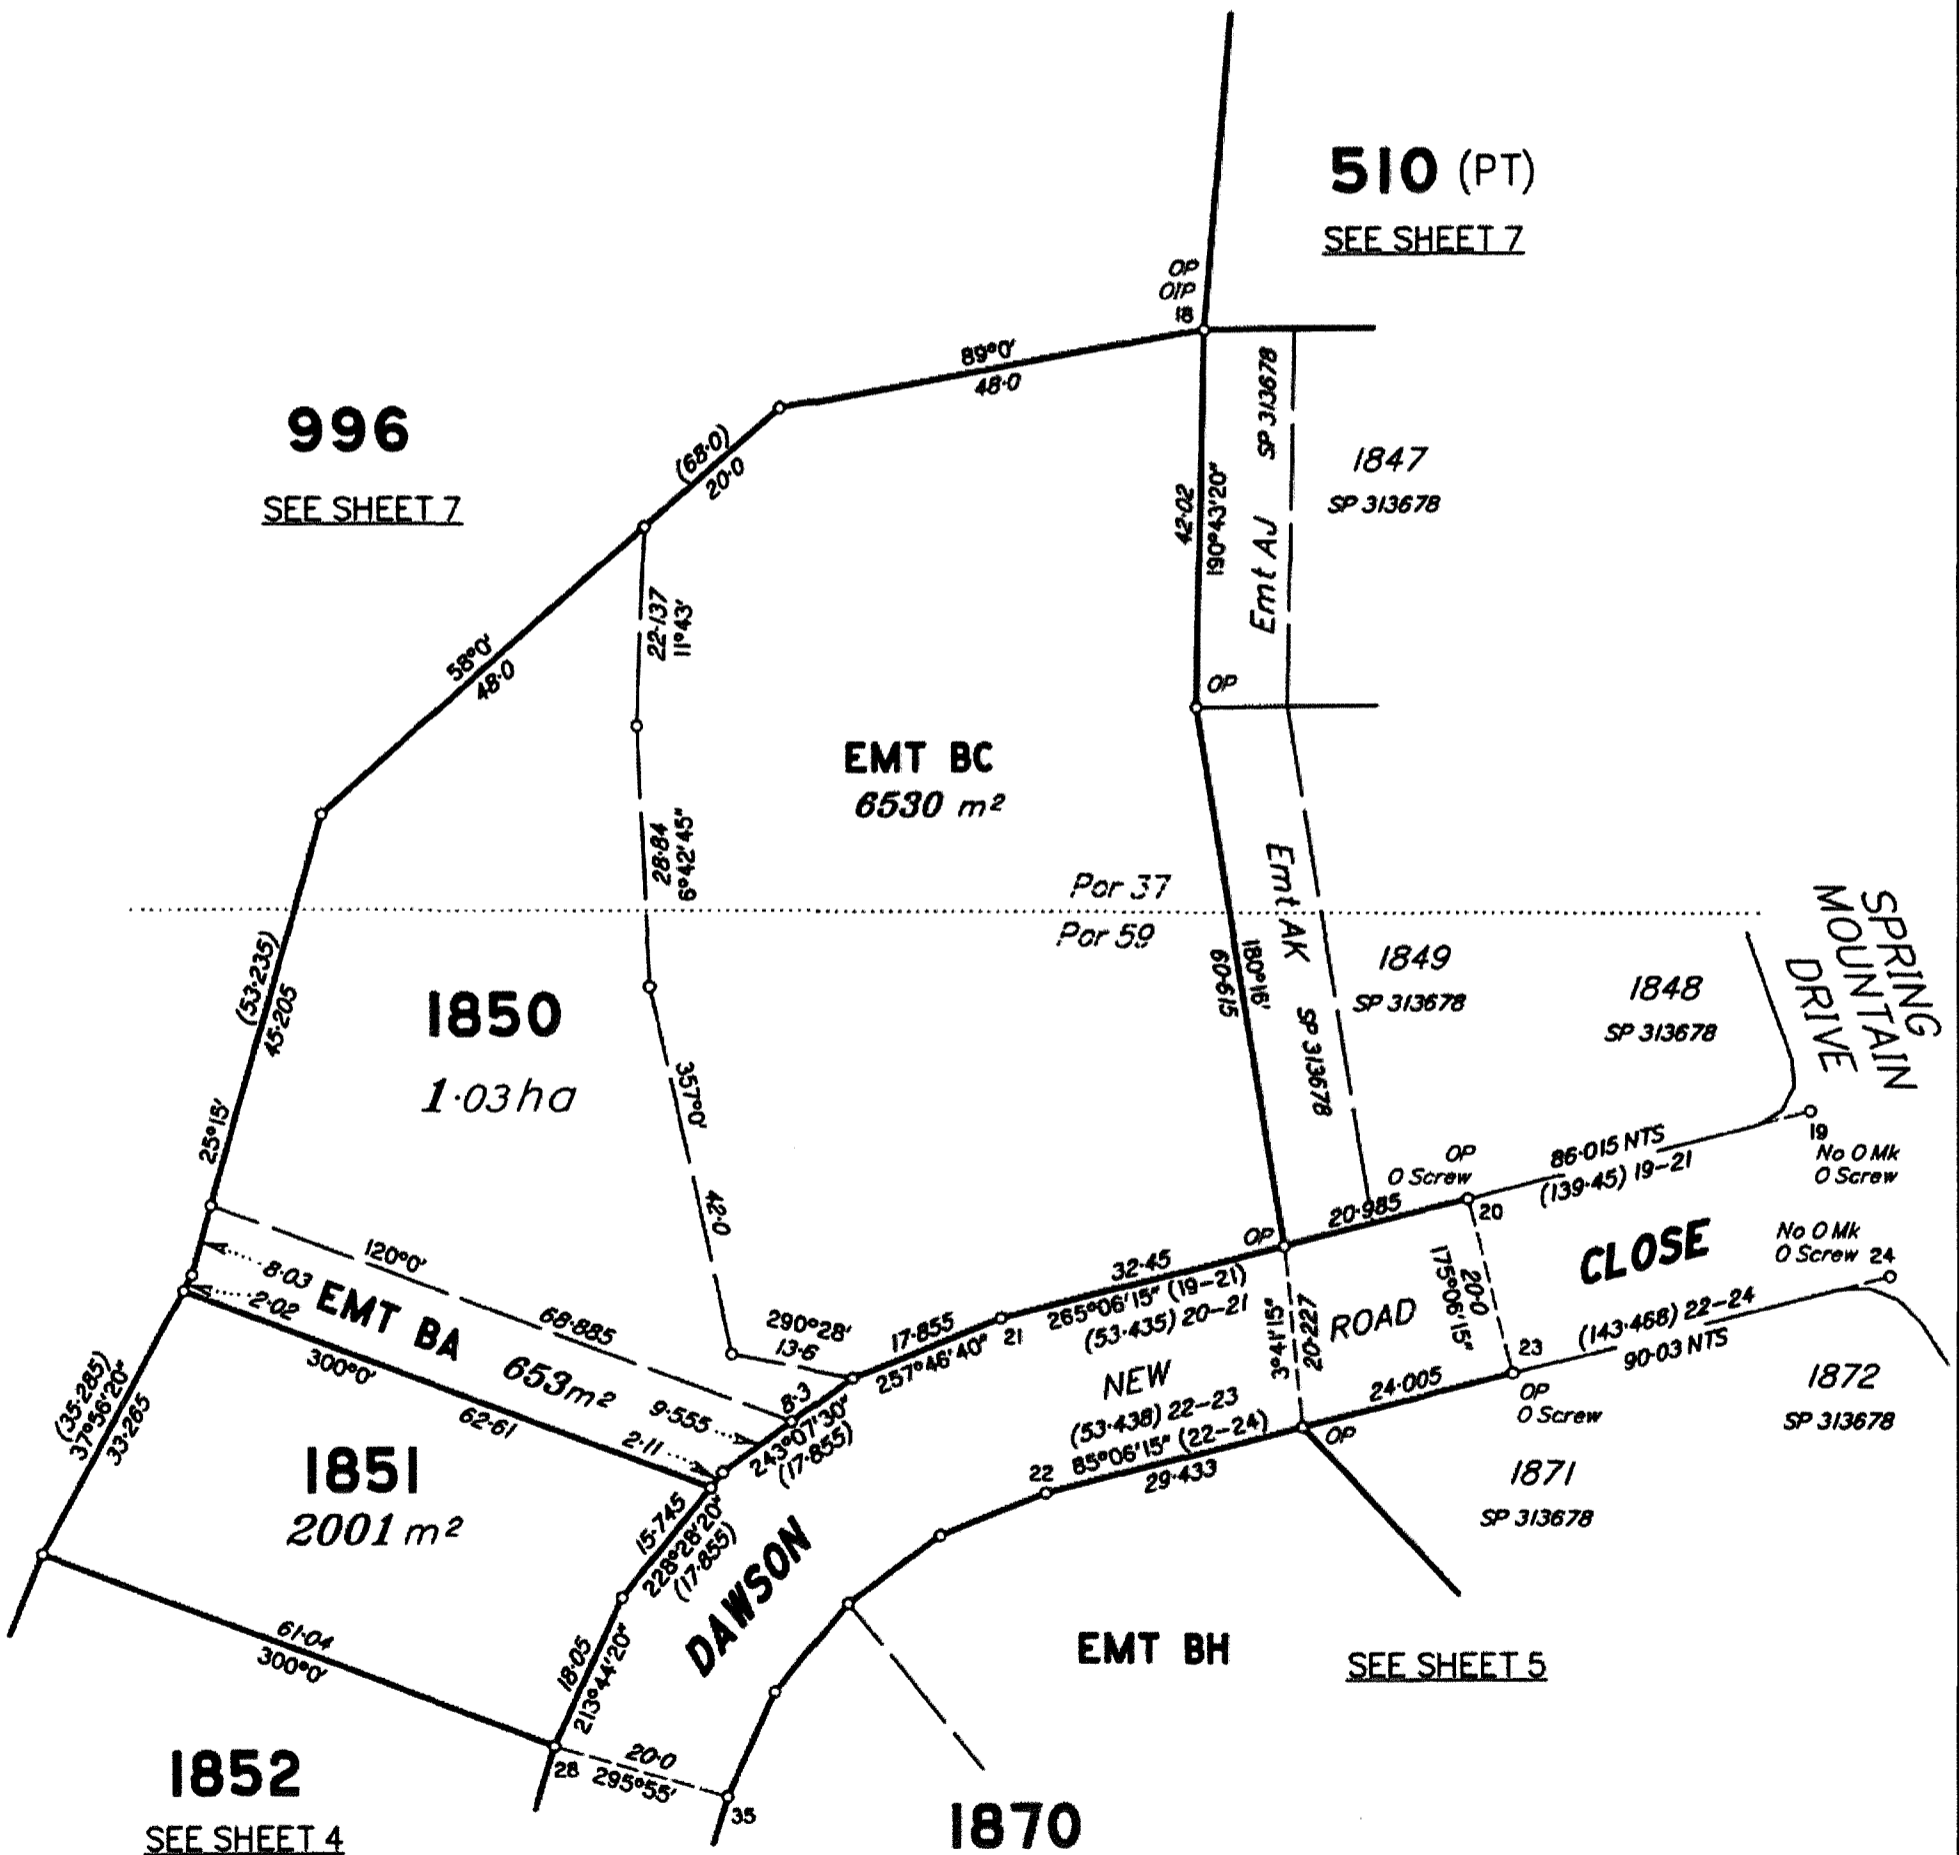 510 (PT)
SEE SHEET 7
OP
OIP
18
89°0'
48·0
996
SEE SHEET 7
(68·0)
20·0
SP 313678
Emt AJ
1847
SP 313678
42·02
190°43'20"
22·137
11°43'
58°0'
48·0
OP
EMT BC
6530 m²
28·84
6°42'45"
Por 37
Por 59
Emt AK
SP 313678
180°16'
60·615
1849
SP 313678
1848
SP 313678
SPRING
MOUNTAIN
DRIVE
(53·235)
45·205
25°15'
1850
1·03 ha
357°0'
42·0
19
No O Mk
O Screw
86·015 NTS
(139·45) 19-21
OP
O Screw
20
20·985
OP
CLOSE
No O Mk
O Screw 24
120°0'
68·885
8·03
2·02
EMT BA
653m²
300°0'
62·61
9·555
2·11
290°28'
13·6
17·855
257°46'40"
21
32·45
265°06'15" (19-21)
(53·435) 20-21
NEW
ROAD
3°41'15"
20·227
20·0
175°06'15"
23
(143·468) 22-24
90·03 NTS
1872
SP 313678
24·005
OP
O Screw
8·3
243°07'30"
(17·855)
(53·438) 22-23
85°06'15" (22-24)
29·433
22
OP
1871
SP 313678
(35·285)
37°56'20"
33·265
1851
2001 m²
15·745
228°28'20"
(17·855)
DAWSON
18·05
213°44'20"
61·04
300°0'
EMT BH
SEE SHEET 5
28
20·0
295°55'
35
1852
SEE SHEET 4
1870